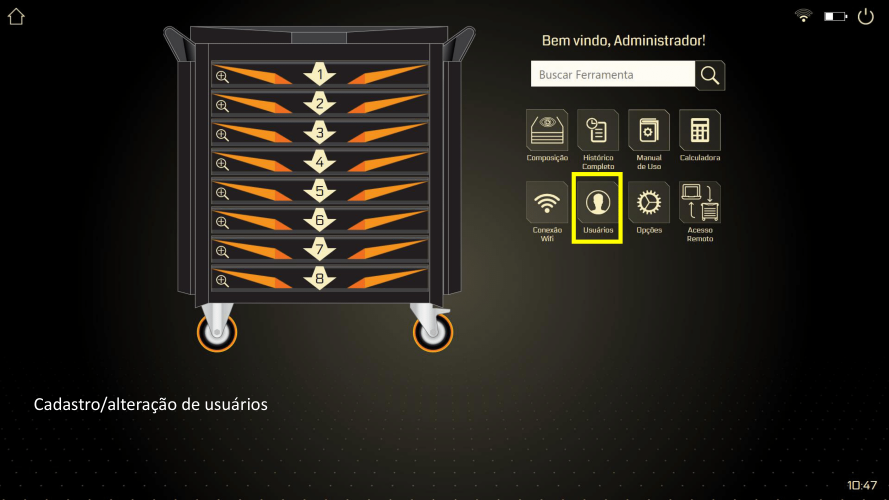 Bem vindo, Administrador!
Buscar Ferramenta
1
2
3
4
5
6
7
8
Composição
Histórico
Completo
Manual
de Uso
Calculadora
Conexão
Wifi
Usuários
Opções
Acesso
Remoto
Cadastro/alteração de usuários
10:47